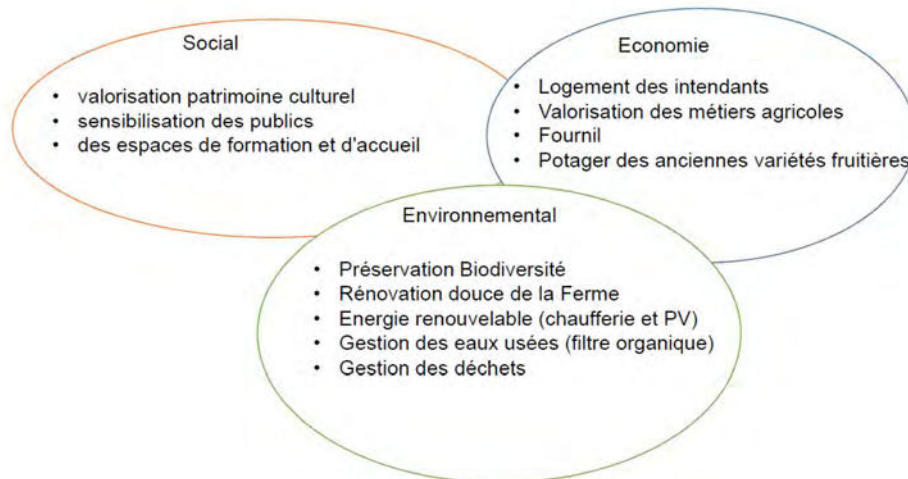 Social
• valorisation patrimoine culturel
• sensibilisation des publics
• des espaces de formation et d'accueil
Economie
• Logement des intendants
• Valorisation des métiers agricoles
• Fournil
• Potager des anciennes variétés fruitières
Environnemental
• Préservation Biodiversité
• Rénovation douce de la Ferme
• Energie renouvelable (chaufferie et PV)
• Gestion des eaux usées (filtre organique)
• Gestion des déchets